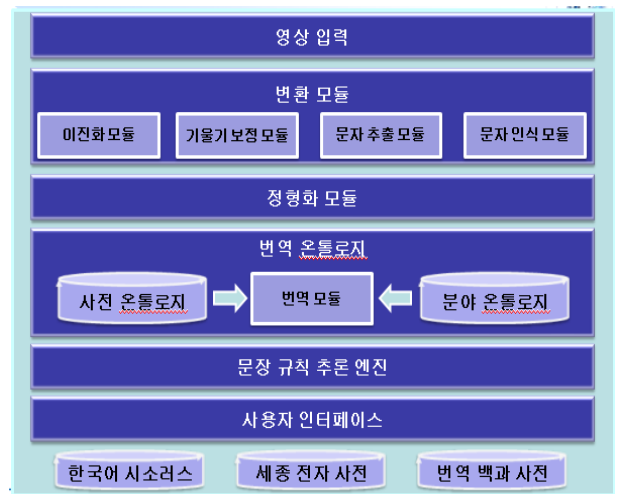 영상 입력
변환 모듈
이진화 모듈 기울기 보정 모듈 문자 추출 모듈 문자 인식 모듈
정형화 모듈
번역 온톨로지
사전 온톨로지 번역 모듈 분야 온톨로지
문장 규칙 추론 엔진
사용자 인터페이스
한국어 시소러스 세종 전자 사전 번역 백과 사전